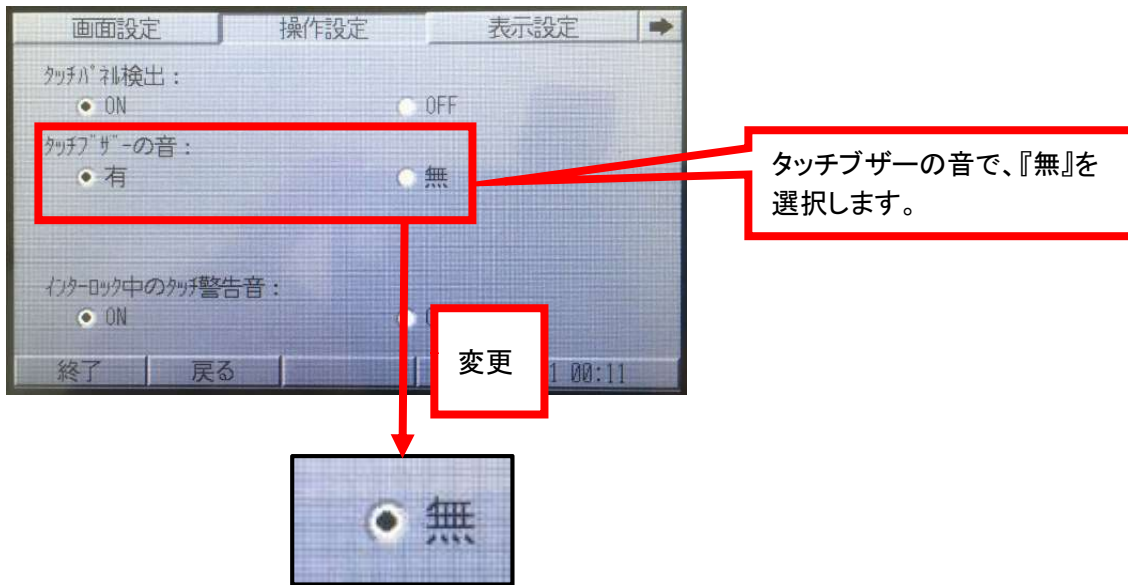 画面設定 操作設定 表示設定
ﾀｯﾁﾊﾟﾈﾙ検出：
ON OFF
ﾀｯﾁﾌﾞｻﾞｰの音：
有 無
タッチブザーの音で、『無』を
選択します。
ｲﾝﾀｰﾛｯｸ中のﾀｯﾁ警告音：
ON
変更
終了 戻る 1 00:11
無